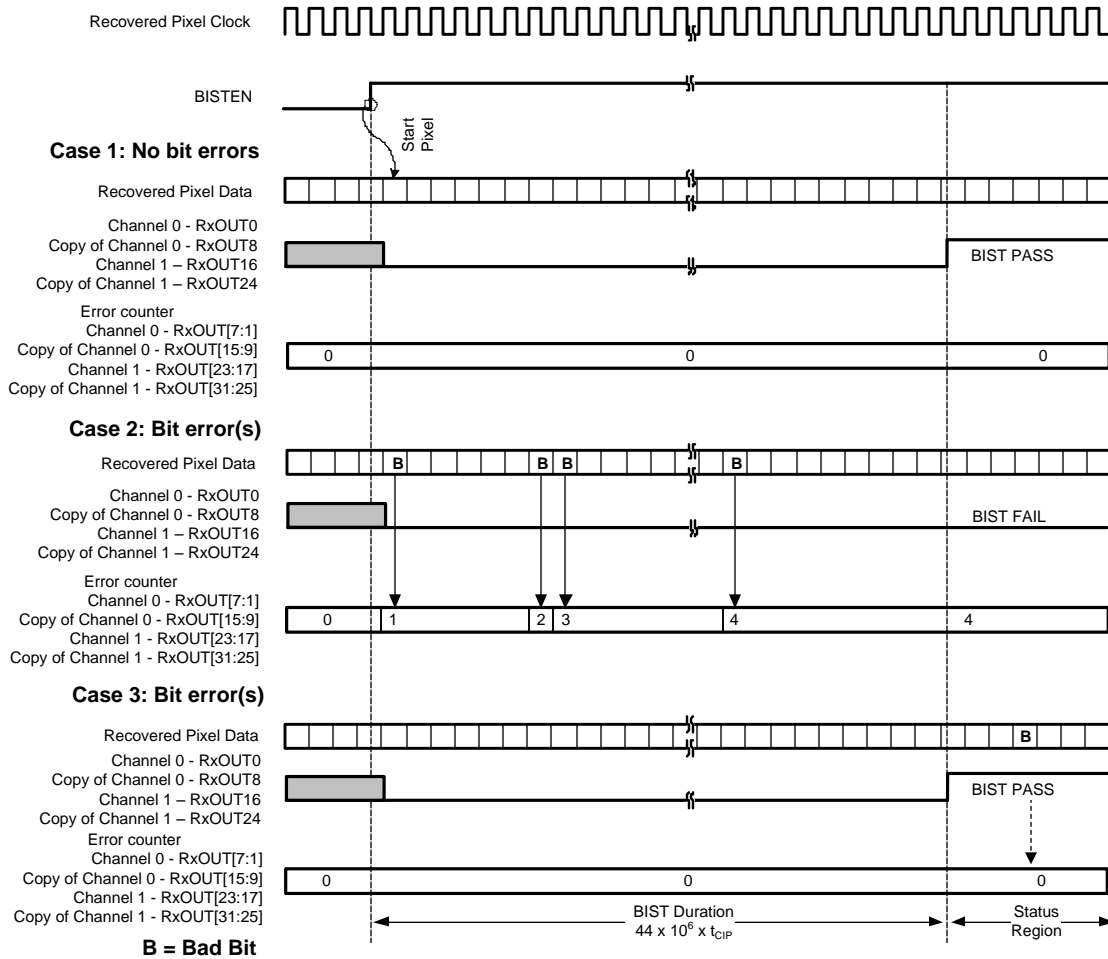 Recovered Pixel Clock
BISTEN
Start
Pixel
Case 1: No bit errors
Recovered Pixel Data
Channel 0 - RxOUT0
Copy of Channel 0 - RxOUT8
Channel 1 – RxOUT16
Copy of Channel 1 – RxOUT24
BIST PASS
Error counter
Channel 0 - RxOUT[7:1]
Copy of Channel 0 - RxOUT[15:9]
Channel 1 - RxOUT[23:17]
Copy of Channel 1 - RxOUT[31:25]
0 0 0
Case 2: Bit error(s)
Recovered Pixel Data
B B B B
Channel 0 - RxOUT0
Copy of Channel 0 - RxOUT8
Channel 1 – RxOUT16
Copy of Channel 1 – RxOUT24
BIST FAIL
Error counter
Channel 0 - RxOUT[7:1]
Copy of Channel 0 - RxOUT[15:9]
Channel 1 - RxOUT[23:17]
Copy of Channel 1 - RxOUT[31:25]
0 1 2 3 4 4
Case 3: Bit error(s)
Recovered Pixel Data
B
Channel 0 - RxOUT0
Copy of Channel 0 - RxOUT8
Channel 1 – RxOUT16
Copy of Channel 1 – RxOUT24
BIST PASS
Error counter
Channel 0 - RxOUT[7:1]
Copy of Channel 0 - RxOUT[15:9]
Channel 1 - RxOUT[23:17]
Copy of Channel 1 - RxOUT[31:25]
0 0 0
BIST Duration
44 x 10⁶ x tCIP
Status
Region
B = Bad Bit